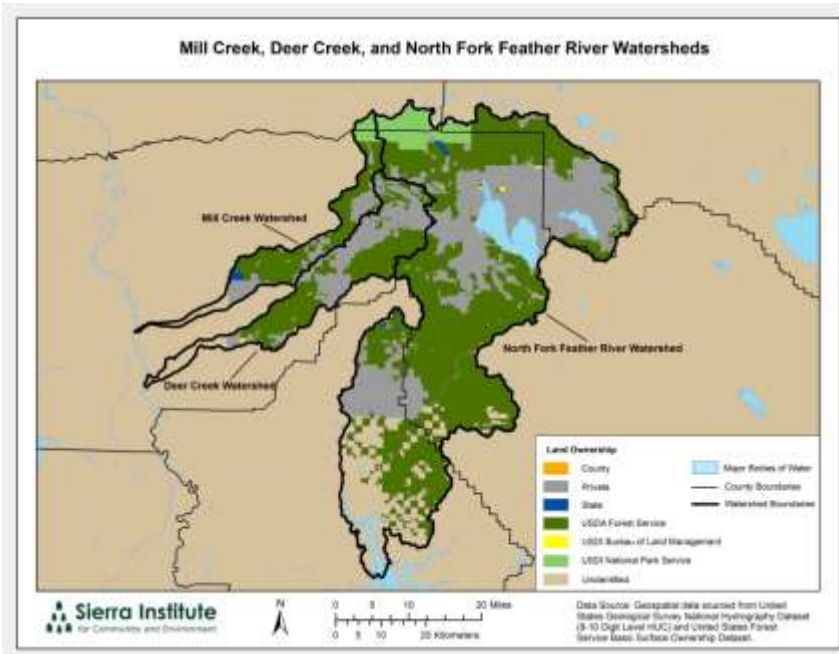 Mill Creek, Deer Creek, and North Fork Feather River Watersheds
Mill Creek Watershed
North Fork Feather River Watershed
Deer Creek Watershed
Land Ownership
County
Private
State
USDA Forest Service
USDI Bureau of Land Management
USDI National Park Service
Unidentified
Major Bodies of Water
County Boundaries
Watershed Boundaries
Sierra Institute
for Community and Environment
N
0 5 10 20 Miles
0 5 10 20 Kilometers
Data Source: Geospatial data sourced from United
States Geological Survey National Hydrography Dataset
(8-10 Digit Level HUC) and United States Forest
Service Basic Surface Ownership Dataset.